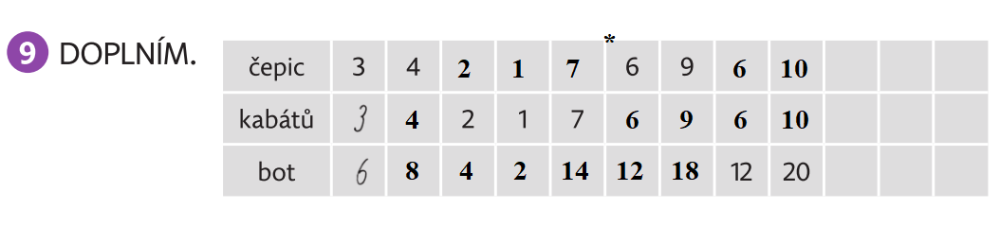 9 DOPLNÍM.
*
čepic 3 4 2 1 7 6 9 6 10
kabátů 3 4 2 1 7 6 9 6 10
bot 6 8 4 2 14 12 18 12 20